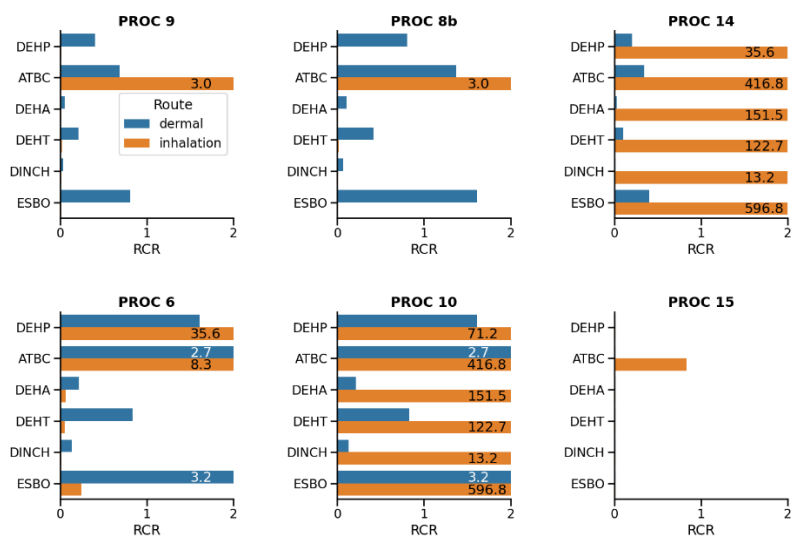 PROC 9
DEHP
ATBC
3.0
DEHA
DEHT
DINCH
ESBO
Route
dermal
inhalation
0 1 2
RCR
PROC 8b
DEHP
ATBC
3.0
DEHA
DEHT
DINCH
ESBO
0 1 2
RCR
PROC 14
DEHP
35.6
ATBC
416.8
DEHA
151.5
DEHT
122.7
DINCH
13.2
ESBO
596.8
0 1 2
RCR
PROC 6
DEHP
35.6
ATBC
2.7
8.3
DEHA
DEHT
DINCH
ESBO
3.2
0 1 2
RCR
PROC 10
DEHP
71.2
ATBC
2.7
416.8
DEHA
151.5
DEHT
122.7
DINCH
13.2
ESBO
3.2
596.8
0 1 2
RCR
PROC 15
DEHP
ATBC
DEHA
DEHT
DINCH
ESBO
0 1 2
RCR